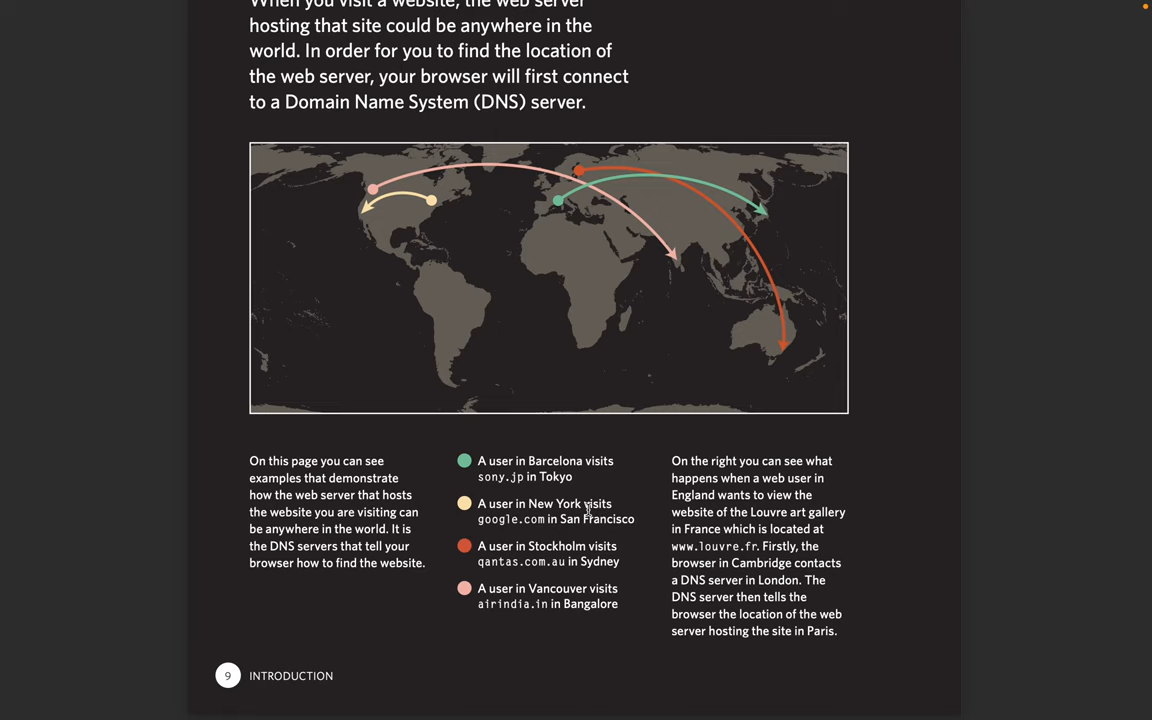 When you visit a website, the web server
hosting that site could be anywhere in the
world. In order for you to find the location of
the web server, your browser will first connect
to a Domain Name System (DNS) server.
On this page you can see
examples that demonstrate
how the web server that hosts
the website you are visiting can
be anywhere in the world. It is
the DNS servers that tell your
browser how to find the website.
A user in Barcelona visits
sony.jp in Tokyo
A user in New York visits
google.com in San Francisco
A user in Stockholm visits
qantas.com.au in Sydney
A user in Vancouver visits
airindia.in in Bangalore
On the right you can see what
happens when a web user in
England wants to view the
website of the Louvre art gallery
in France which is located at
www.louvre.fr. Firstly, the
browser in Cambridge contacts
a DNS server in London. The
DNS server then tells the
browser the location of the web
server hosting the site in Paris.
9 INTRODUCTION